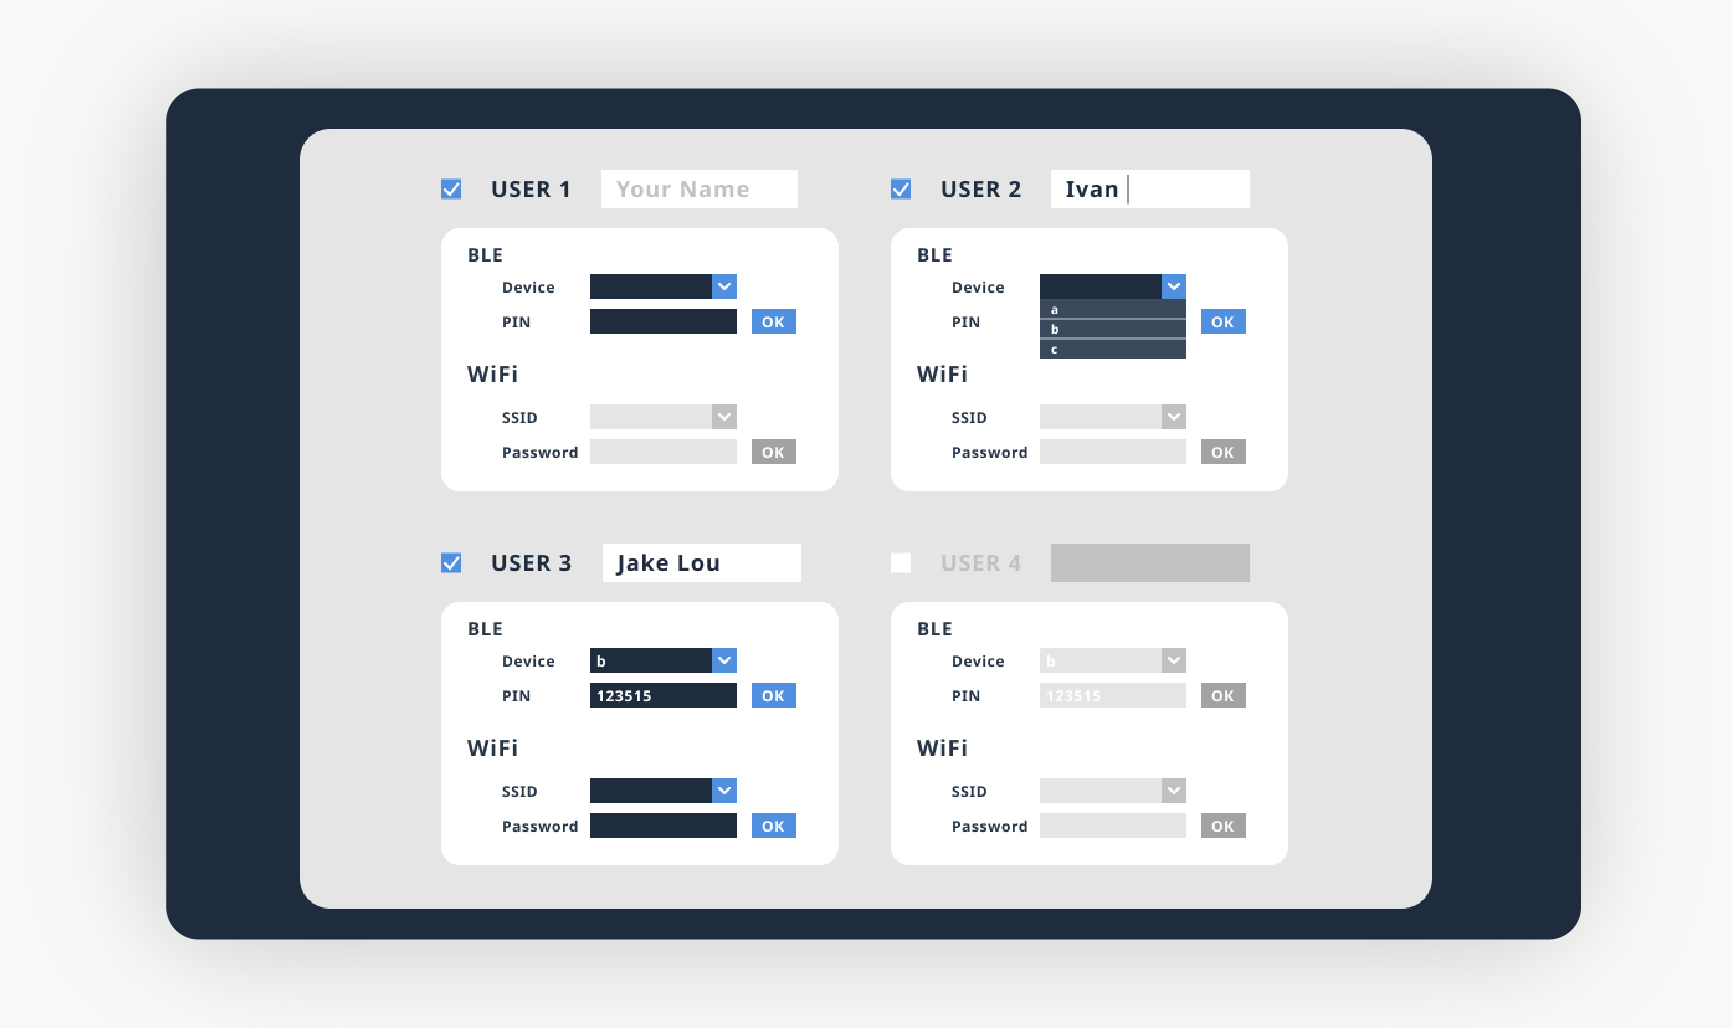 USER 1 Your Name
BLE
Device
PIN OK
WiFi
SSID
Password OK
USER 2 Ivan
BLE
Device
a
PIN OK
b
c
WiFi
SSID
Password OK
USER 3 Jake Lou
BLE
Device b
PIN 123515 OK
WiFi
SSID
Password OK
USER 4
BLE
Device b
PIN 123515 OK
WiFi
SSID
Password OK